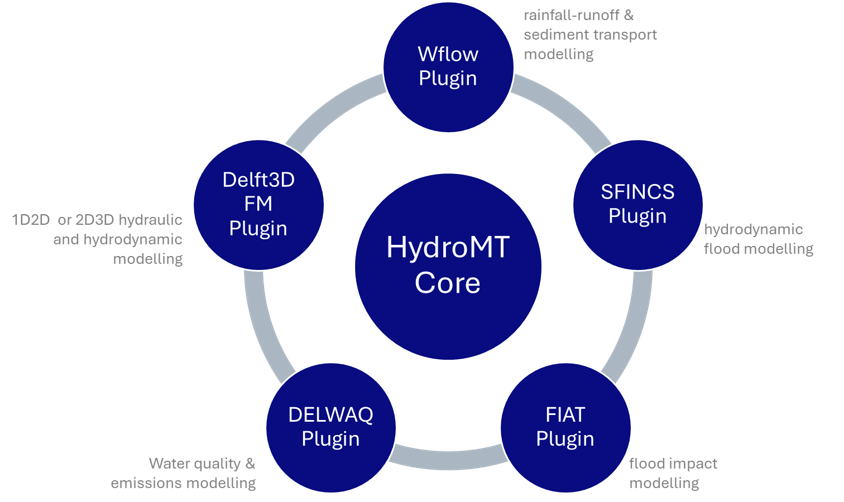 Wflow
Plugin
rainfall-runoff &
sediment transport
modelling
SFINCS
Plugin
hydrodynamic
flood modelling
FIAT
Plugin
flood impact
modelling
DELWAQ
Plugin
Water quality &
emissions modelling
Delft3D
FM
Plugin
1D2D  or 2D3D hydraulic
and hydrodynamic
modelling
HydroMT
Core